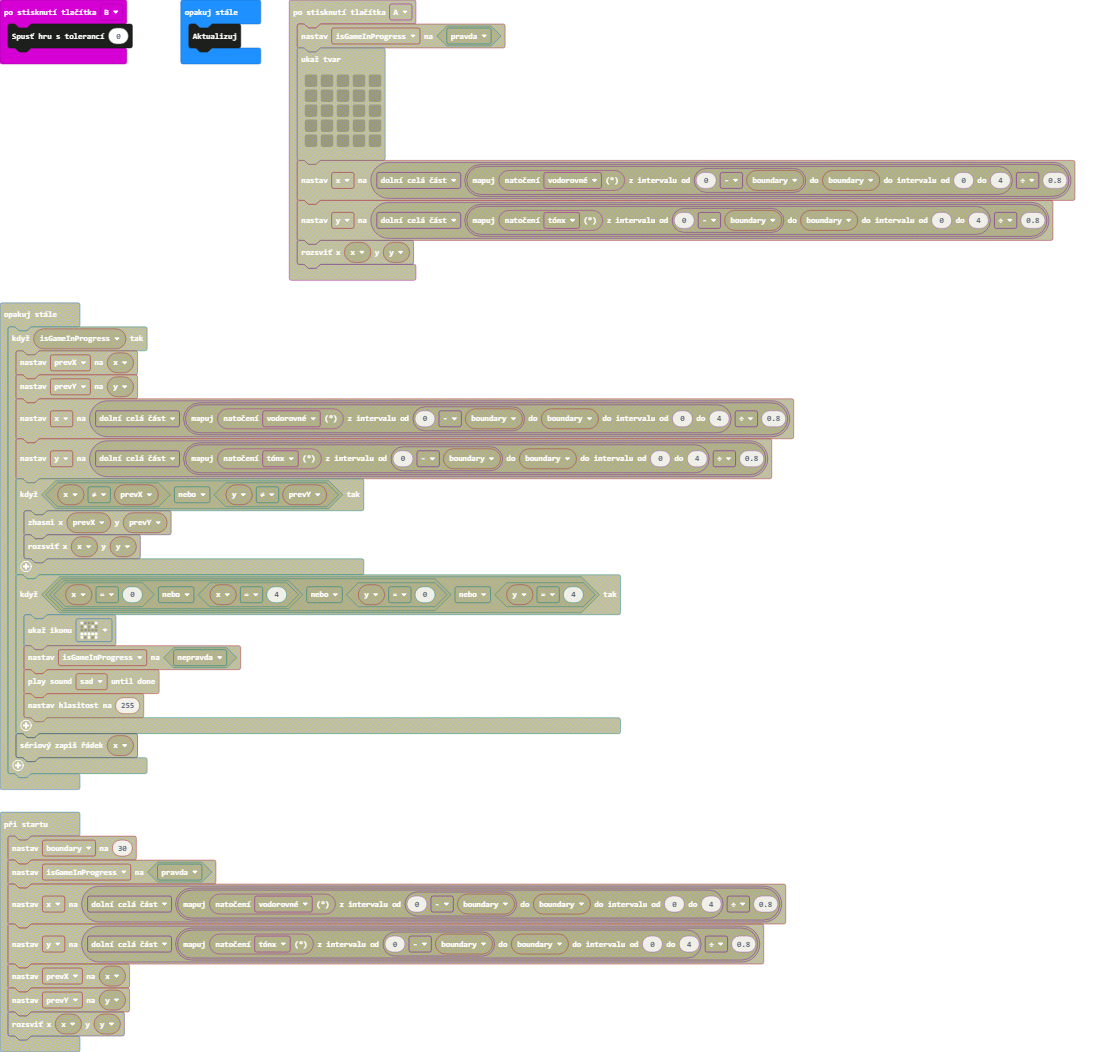 po stisknutí tlačítka B
Spusť hru s tolerancí 0
opakuj stále
Aktualizuj
po stisknutí tlačítka A
nastav isGameInProgress na pravda
ukaž tvar
nastav x na dolní celá část mapuj natočení vodorovné (°) z intervalu od 0 - boundary do boundary do intervalu od 0 do 4 ÷ 0.8
nastav y na dolní celá část mapuj natočení tónx (°) z intervalu od 0 - boundary do boundary do intervalu od 0 do 4 ÷ 0.8
rozsviť x x y y
opakuj stále
když isGameInProgress tak
nastav prevX na x
nastav prevY na y
nastav x na dolní celá část mapuj natočení vodorovné (°) z intervalu od 0 - boundary do boundary do intervalu od 0 do 4 ÷ 0.8
nastav y na dolní celá část mapuj natočení tónx (°) z intervalu od 0 - boundary do boundary do intervalu od 0 do 4 ÷ 0.8
když x ≠ prevX nebo y ≠ prevY tak
zhasni x prevX y prevY
rozsviť x x y y
když x = 0 nebo x = 4 nebo y = 0 nebo y = 4 tak
ukaž ikonu
nastav isGameInProgress na nepravda
play sound sad until done
nastav hlasitost na 255
sériový zapiš řádek x
při startu
nastav boundary na 30
nastav isGameInProgress na pravda
nastav x na dolní celá část mapuj natočení vodorovné (°) z intervalu od 0 - boundary do boundary do intervalu od 0 do 4 ÷ 0.8
nastav y na dolní celá část mapuj natočení tónx (°) z intervalu od 0 - boundary do boundary do intervalu od 0 do 4 ÷ 0.8
nastav prevX na x
nastav prevY na y
rozsviť x x y y